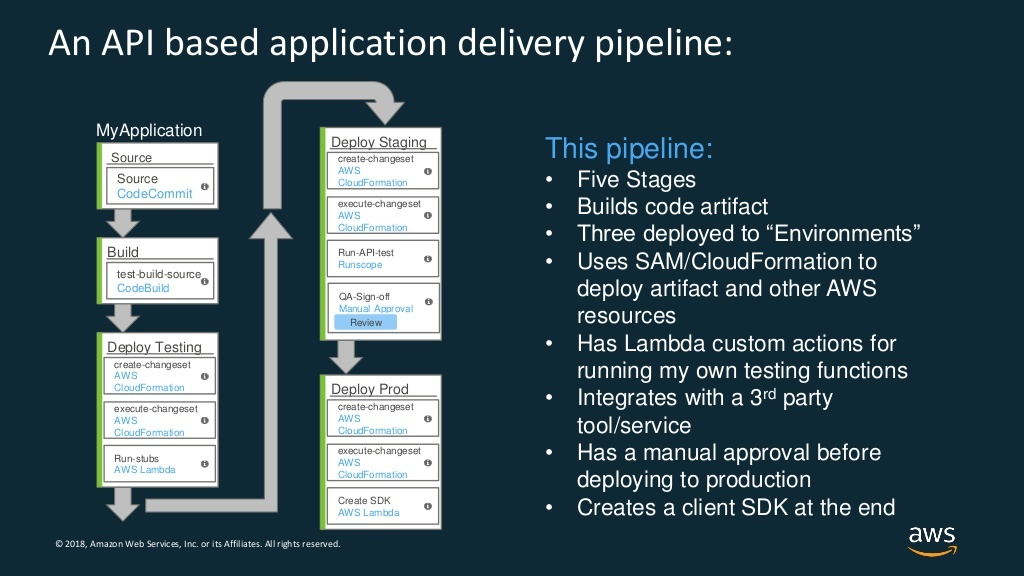 An API based application delivery pipeline:
MyApplication
Source
Source
CodeCommit
Build
test-build-source
CodeBuild
Deploy Testing
create-changeset
AWS
CloudFormation
execute-changeset
AWS
CloudFormation
Run-stubs
AWS Lambda
Deploy Staging
create-changeset
AWS
CloudFormation
execute-changeset
AWS
CloudFormation
Run-API-test
Runscope
QA-Sign-off
Manual Approval
Review
Deploy Prod
create-changeset
AWS
CloudFormation
execute-changeset
AWS
CloudFormation
Create SDK
AWS Lambda
This pipeline:
• Five Stages
• Builds code artifact
• Three deployed to “Environments”
• Uses SAM/CloudFormation to
deploy artifact and other AWS
resources
• Has Lambda custom actions for
running my own testing functions
• Integrates with a 3rd party
tool/service
• Has a manual approval before
deploying to production
• Creates a client SDK at the end
© 2018, Amazon Web Services, Inc. or its Affiliates. All rights reserved.
aws